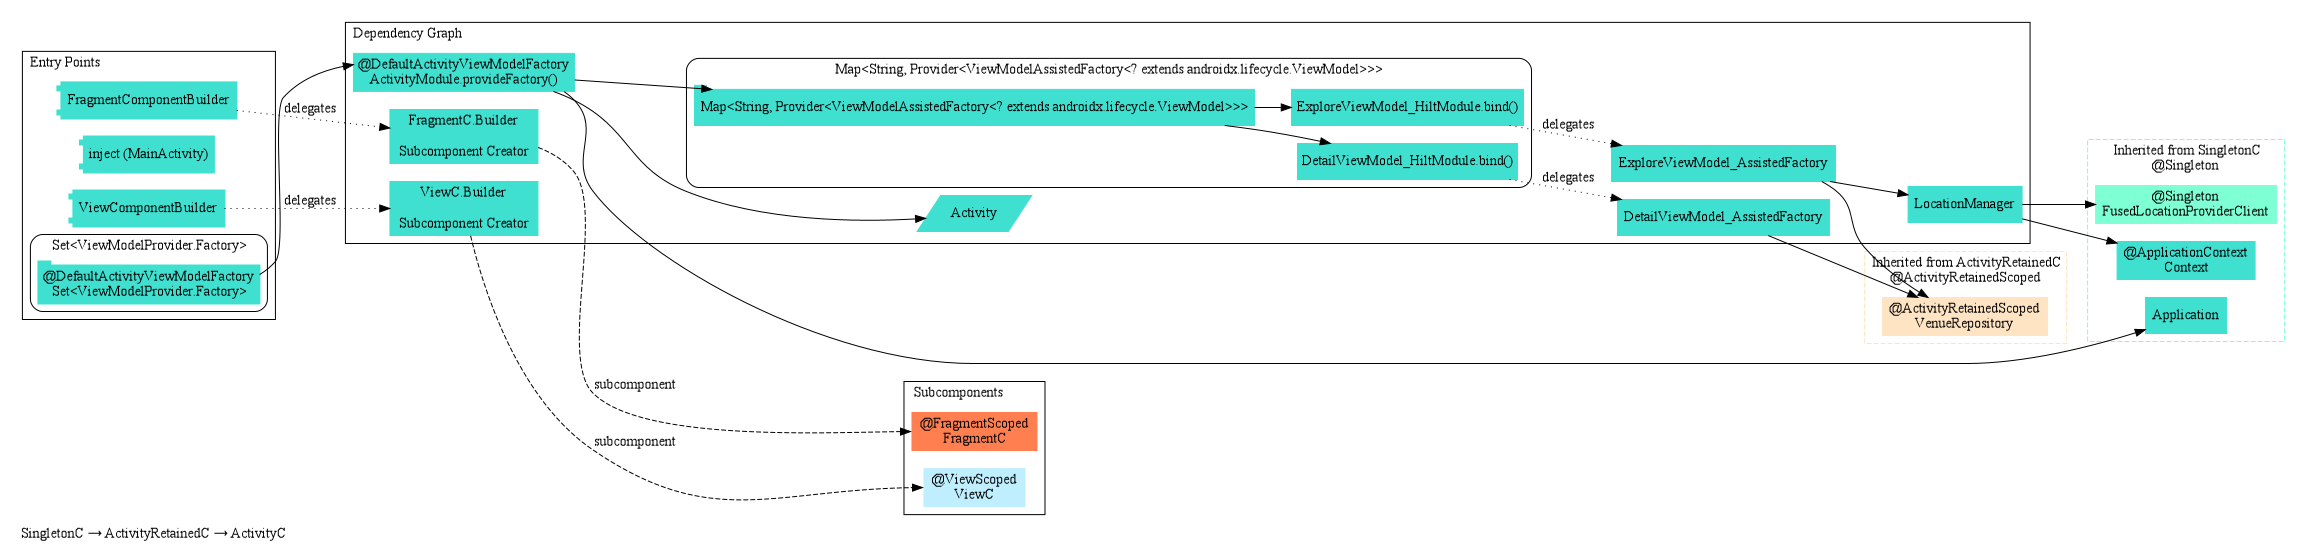 Entry Points
FragmentComponentBuilder
inject (MainActivity)
ViewComponentBuilder
Set<ViewModelProvider.Factory>
@DefaultActivityViewModelFactory
Set<ViewModelProvider.Factory>
delegates
delegates
Dependency Graph
@DefaultActivityViewModelFactory
ActivityModule.provideFactory()
FragmentC.Builder
Subcomponent Creator
ViewC.Builder
Subcomponent Creator
Map<String, Provider<ViewModelAssistedFactory<? extends androidx.lifecycle.ViewModel>>>
Map<String, Provider<ViewModelAssistedFactory<? extends androidx.lifecycle.ViewModel>>>
ExploreViewModel_HiltModule.bind()
DetailViewModel_HiltModule.bind()
Activity
delegates
delegates
ExploreViewModel_AssistedFactory
DetailViewModel_AssistedFactory
LocationManager
Inherited from ActivityRetainedC
@ActivityRetainedScoped
@ActivityRetainedScoped
VenueRepository
Inherited from SingletonC
@Singleton
@Singleton
FusedLocationProviderClient
@ApplicationContext
Context
Application
subcomponent
subcomponent
Subcomponents
@FragmentScoped
FragmentC
@ViewScoped
ViewC
SingletonC → ActivityRetainedC → ActivityC